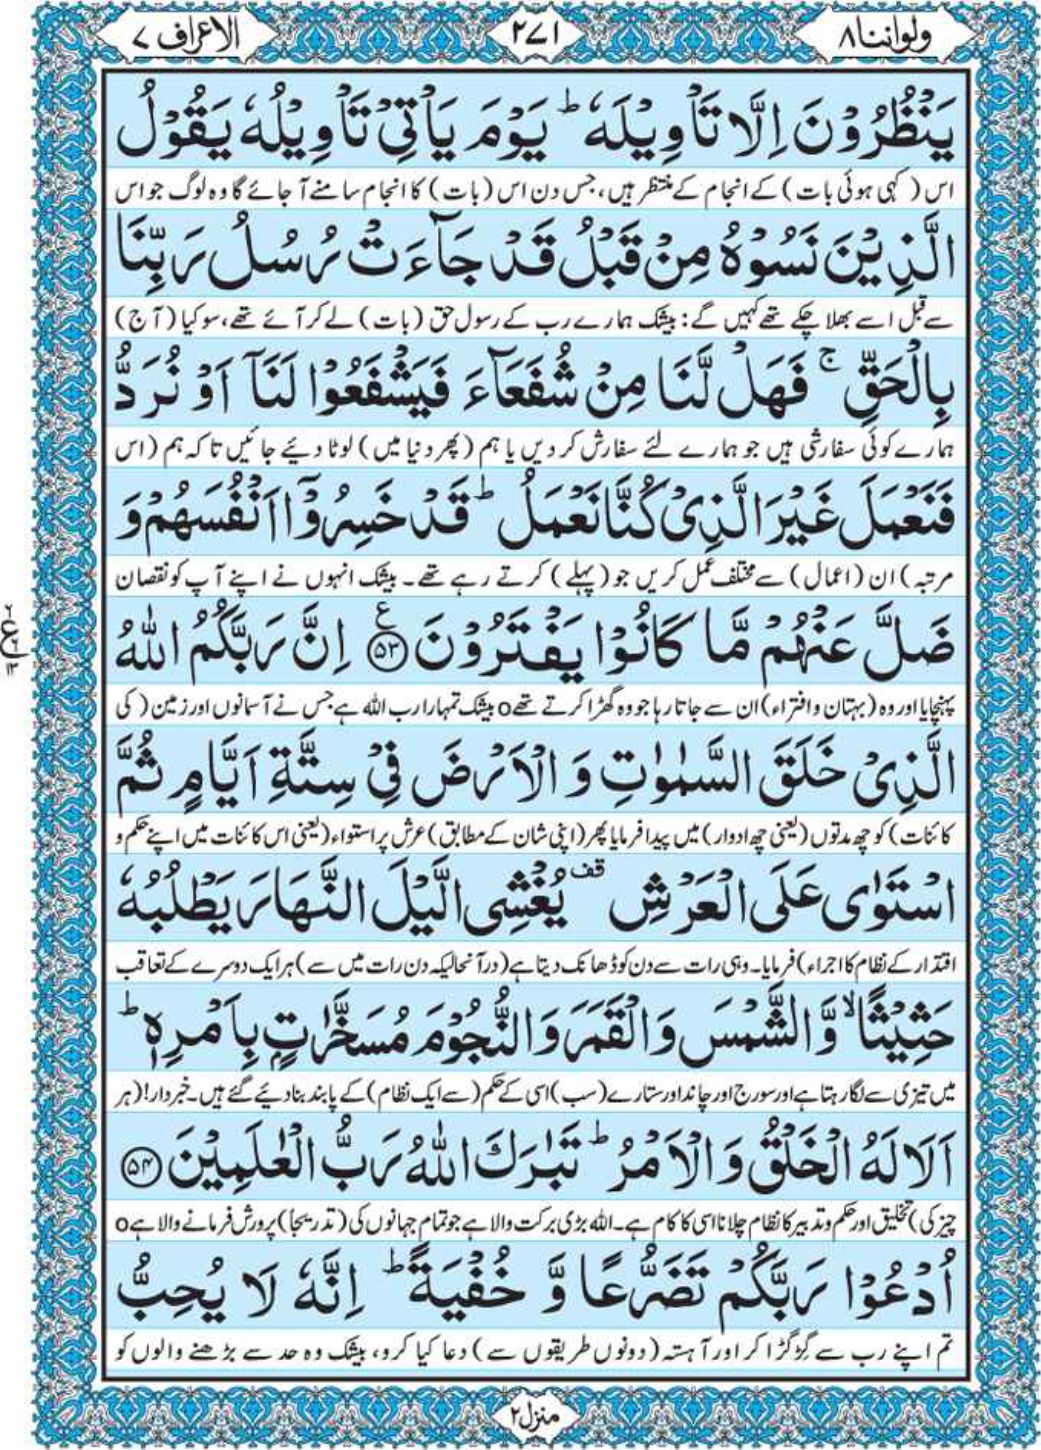 ولواننا ۸
۲۷۱
الاعراف ۷
يَنْظُرُوْنَ اِلَّا تَاْوِيْلَهٗ ؕ يَوْمَ يَاْتِيْ تَاْوِيْلُهٗ يَقُوْلُ
اس (کہی ہوئی بات) کے انجام کے منتظر ہیں، جس دن اس (بات) کا انجام سامنے آ جائے گا وہ لوگ جو اس
الَّذِيْنَ نَسُوْهُ مِنْ قَبْلُ قَدْ جَآءَتْ رُسُلُ رَبِّنَا
سے قبل اسے بھلا چکے تھے کہیں گے: بیشک ہمارے رب کے رسول حق (بات) لے کر آئے تھے، سو کیا (آج)
بِالْحَقِّ ۚ فَهَلْ لَّنَا مِنْ شُفَعَآءَ فَيَشْفَعُوْا لَنَاۤ اَوْ نُرَدُّ
ہمارے کوئی سفارشی ہیں جو ہمارے لئے سفارش کر دیں یا ہم (پھر دنیا میں) لوٹا دیئے جائیں تاکہ ہم (اس
فَنَعْمَلَ غَيْرَ الَّذِيْ كُنَّا نَعْمَلُ ؕ قَدْ خَسِرُوْۤا اَنْفُسَهُمْ وَ
مرتبہ) ان (اعمال) سے مختلف عمل کریں جو (پہلے) کرتے رہے تھے۔ بیشک انہوں نے اپنے آپ کو نقصان
ضَلَّ عَنْهُمْ مَّا كَانُوْا يَفْتَرُوْنَ ﴿۵۳﴾ ع اِنَّ رَبَّكُمُ اللّٰهُ
ع
پہنچایا اور وہ (بہتان و افتراء) ان سے جاتا رہا جو وہ گھڑا کرتے تھےo بیشک تمہارا رب اللہ ہے جس نے آسمانوں اور زمین (کی
الَّذِيْ خَلَقَ السَّمٰوٰتِ وَ الْاَرْضَ فِيْ سِتَّةِ اَيَّامٍ ثُمَّ
کائنات) کو چھ مدتوں (یعنی چھ ادوار) میں پیدا فرمایا پھر (اپنی شان کے مطابق) عرش پر استواء (یعنی اس کائنات میں اپنے حکم و
اسْتَوٰى عَلَى الْعَرْشِ ۫قف يُغْشِى الَّيْلَ النَّهَارَ يَطْلُبُهٗ
اقتدار کے نظام کا اجراء) فرمایا۔ وہی رات سے دن کو ڈھانک دیتا ہے (درآنحالیکہ دن رات میں سے) ہر ایک دوسرے کے تعاقب
حَثِيْثًا ۙ وَّ الشَّمْسَ وَ الْقَمَرَ وَ النُّجُوْمَ مُسَخَّرٰتٍۭ بِاَمْرِهٖ ؕ
میں تیزی سے لگا رہتا ہے اور سورج اور چاند اور ستارے (سب) اسی کے حکم (سے ایک نظام) کے پابند بنا دیئے گئے ہیں۔ خبردار! (ہر
اَلَا لَهُ الْخَلْقُ وَ الْاَمْرُ ؕ تَبٰرَكَ اللّٰهُ رَبُّ الْعٰلَمِيْنَ ﴿۵۴﴾
چیز کی) تخلیق اور حکم و تدبیر کا نظام چلانا اسی کا کام ہے۔ اللہ بڑی برکت والا ہے جو تمام جہانوں کی (تدریجاً) پرورش فرمانے والا ہےo
اُدْعُوْا رَبَّكُمْ تَضَرُّعًا وَّ خُفْيَةً ؕ اِنَّهٗ لَا يُحِبُّ
تم اپنے رب سے گڑگڑا کر اور آہستہ (دونوں طریقوں سے) دعا کیا کرو، بیشک وہ حد سے بڑھنے والوں کو
منزل ۲